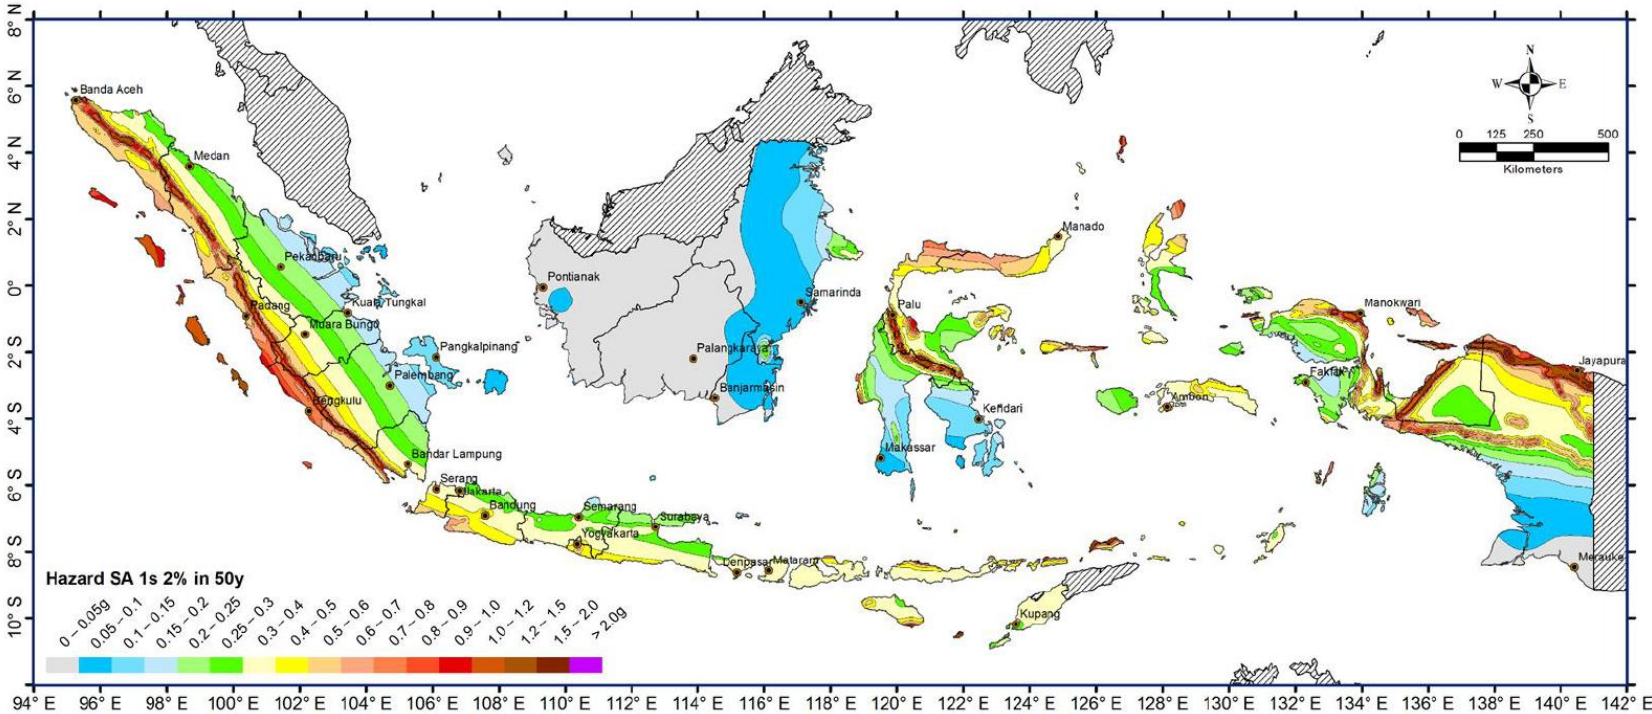 8° N
6° N
4° N
2° N
0°
2° S
4° S
6° S
8° S
10° S
N
W E
S
0 125 250 500
Kilometers
Banda Aceh
Medan
Pekanbaru
Padang
Kuala Tungkal
Muara Bungo
Pangkalpinang
Palembang
Bengkulu
Bandar Lampung
Serang
Jakarta
Bandung
Semarang
Surabaya
Yogyakarta
Denpasar
Mataram
Pontianak
Samarinda
Palangkaraya
Banjarmasin
Manado
Palu
Kendari
Makassar
Kupang
Ambon
Manokwari
Fakfak
Jayapura
Merauke
Hazard SA 1s 2% in 50y
0 – 0.05g
0.05 – 0.1
0.1 – 0.15
0.15 – 0.2
0.2 – 0.25
0.25 – 0.3
0.3 – 0.4
0.4 – 0.5
0.5 – 0.6
0.6 – 0.7
0.7 – 0.8
0.8 – 0.9
0.9 – 1.0
1.0 – 1.2
1.2 – 1.5
1.5 – 2.0
> 2.0g
94° E 96° E 98° E 100° E 102° E 104° E 106° E 108° E 110° E 112° E 114° E 116° E 118° E 120° E 122° E 124° E 126° E 128° E 130° E 132° E 134° E 136° E 138° E 140° E 142° E